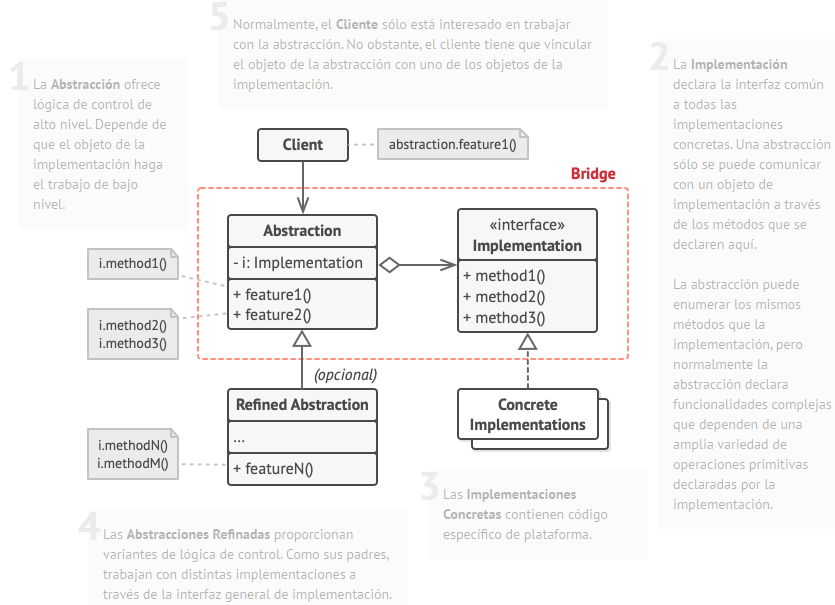 5
Normalmente, el Cliente sólo está interesado en trabajar
con la abstracción. No obstante, el cliente tiene que vincular
el objeto de la abstracción con uno de los objetos de la
implementación.
1
La Abstracción ofrece
lógica de control de
alto nivel. Depende de
que el objeto de la
implementación haga
el trabajo de bajo
nivel.
2
La Implementación
declara la interfaz común
a todas las
implementaciones
concretas. Una abstracción
sólo se puede comunicar
con un objeto de
implementación a través
de los métodos que se
declaren aquí.
La abstracción puede
enumerar los mismos
métodos que la
implementación, pero
normalmente la
abstracción declara
funcionalidades complejas
que dependen de una
amplia variedad de
operaciones primitivas
declaradas por la
implementación.
Client
abstraction.feature1()
Bridge
Abstraction
- i: Implementation
+ feature1()
+ feature2()
«interface»
Implementation
+ method1()
+ method2()
+ method3()
i.method1()
i.method2()
i.method3()
(opcional)
Refined Abstraction
...
+ featureN()
Concrete
Implementations
i.methodN()
i.methodM()
3
Las Implementaciones
Concretas contienen código
específico de plataforma.
4
Las Abstracciones Refinadas proporcionan
variantes de lógica de control. Como sus padres,
trabajan con distintas implementaciones a
través de la interfaz general de implementación.